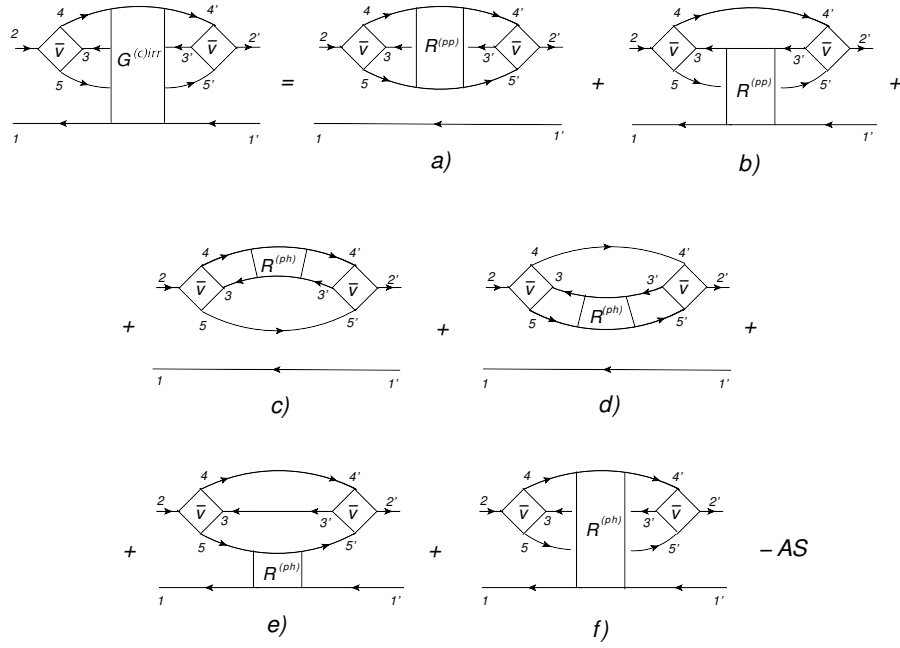 4 4' 4 4' 4 4'
2 v̄ G^(c)irr v̄ 2' 2 v̄ R^(pp) v̄ 2' 2 v̄ v̄ 2'
3 3' 3 3' 3 3'
5 5' = 5 5' + 5 R^(pp) 5' +
1 1' 1 1' 1 1'
a) b)
4 R^(ph) 4' 4 4'
2 v̄ 3 3' v̄ 2' 2 v̄ 3 3' v̄ 2'
+ 5 5' + 5 R^(ph) 5' +
1 1' 1 1'
c) d)
4 4' 4 4'
2 v̄ 3 3' v̄ 2' 2 v̄ 3 R^(ph) 3' v̄ 2'
+ 5 5' + 5 5' – AS
R^(ph)
1 1' 1 1'
e) f)